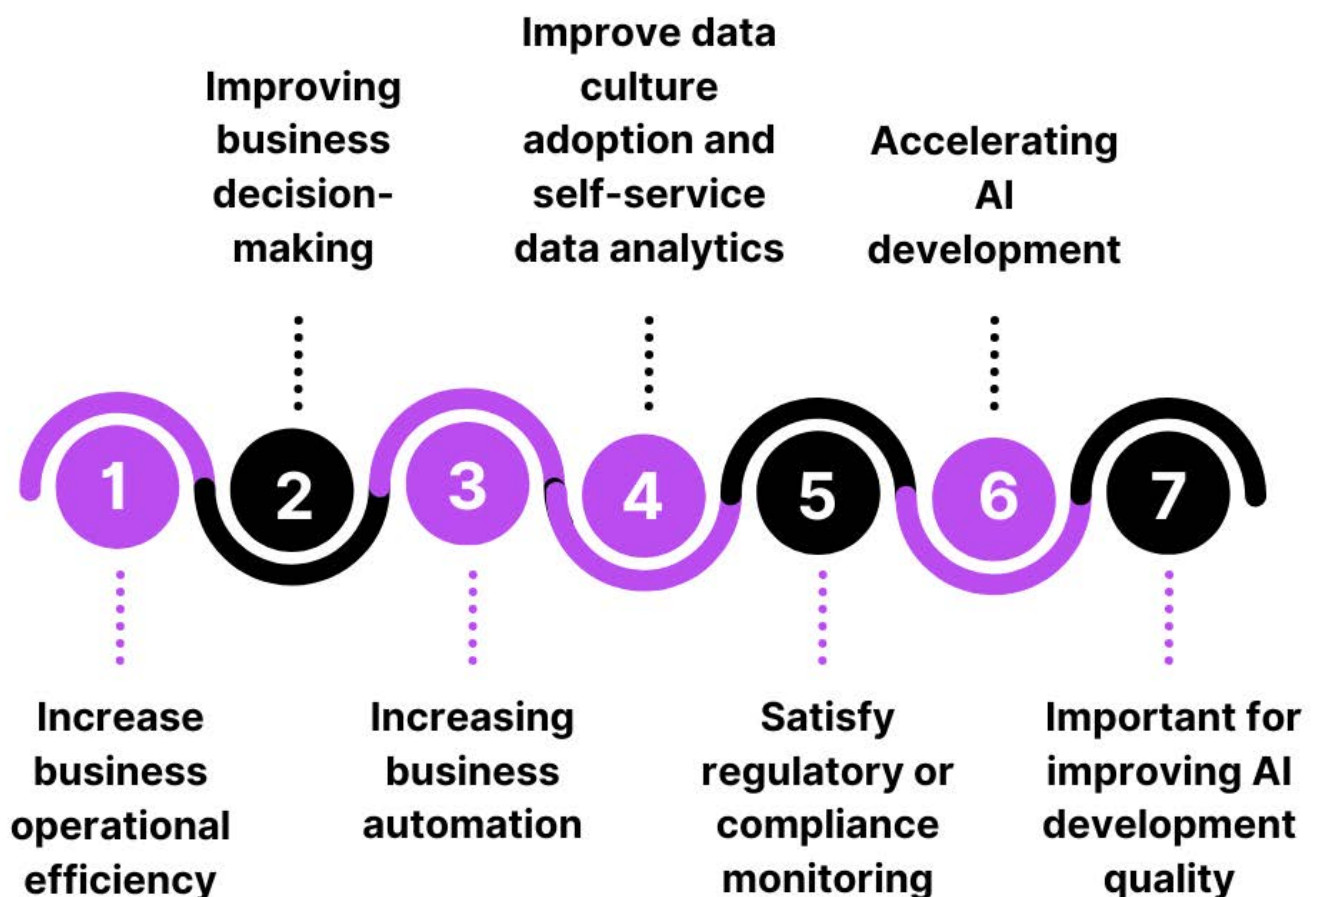 Improving
business
decision-
making
Improve data
culture
adoption and
self-service
data analytics
Accelerating
AI
development
1
2
3
4
5
6
7
Increase
business
operational
efficiency
Increasing
business
automation
Satisfy
regulatory or
compliance
monitoring
Important for
improving AI
development
quality